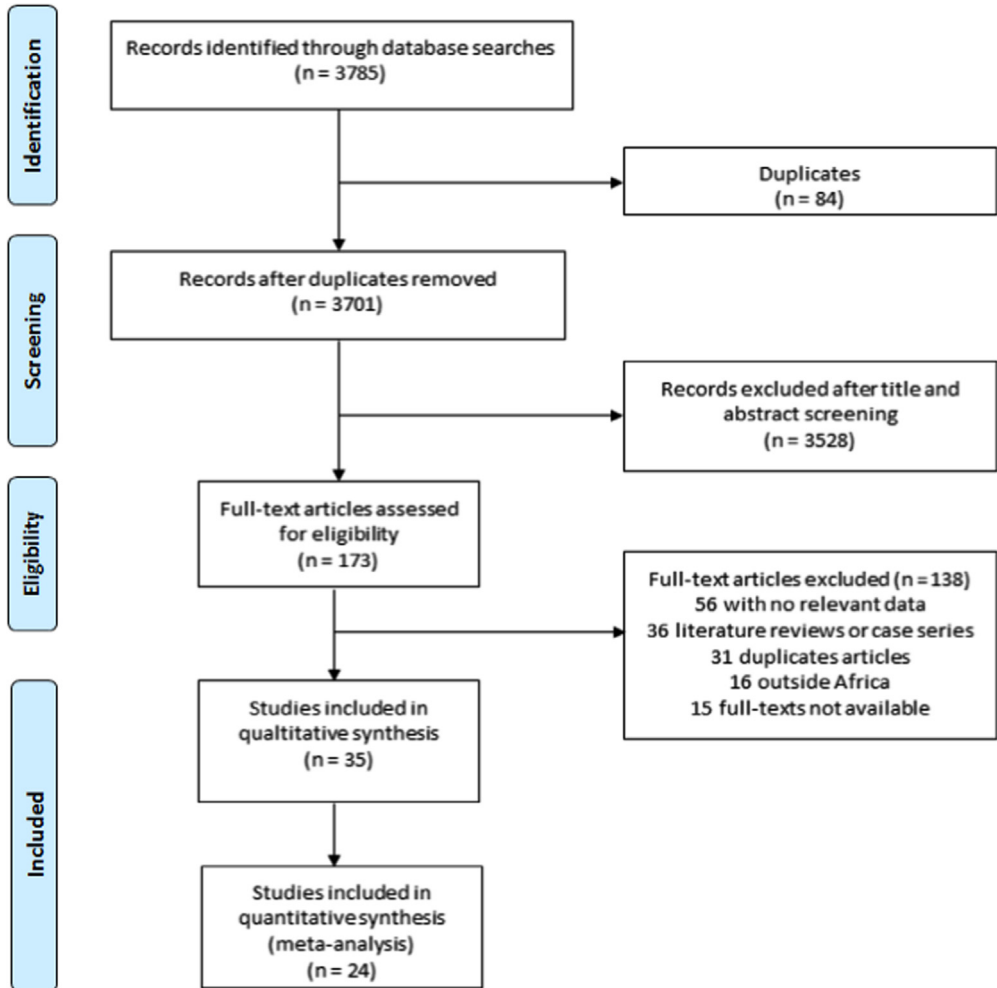 Identification
Records identified through database searches
(n = 3785)
Duplicates
(n = 84)
Screening
Records after duplicates removed
(n = 3701)
Records excluded after title and
abstract screening
(n = 3528)
Eligibility
Full-text articles assessed
for eligibility
(n = 173)
Full-text articles excluded (n =138)
56 with no relevant data
36 literature reviews or case series
31 duplicates articles
16 outside Africa
15 full-texts not available
Included
Studies included in
qualtitative synthesis
(n = 35)
Studies included in
quantitative synthesis
(meta-analysis)
(n = 24)